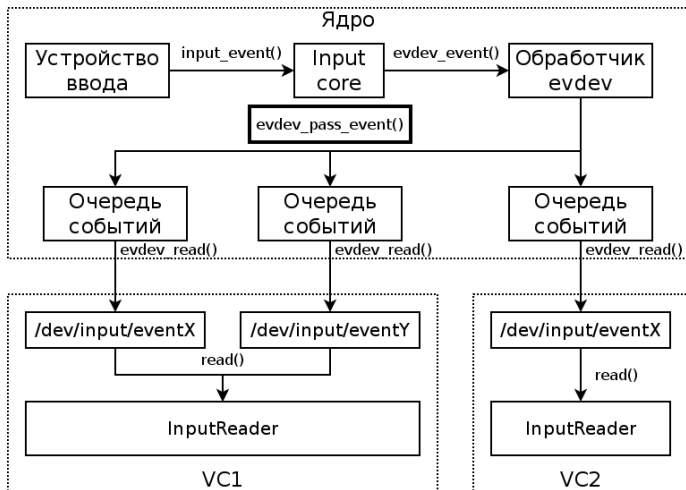 Ядро
Устройство
ввода
input_event()
Input
core
evdev_event()
Обработчик
evdev
evdev_pass_event()
Очередь
событий
Очередь
событий
Очередь
событий
evdev_read()
evdev_read()
evdev_read()
/dev/input/eventX
/dev/input/eventY
/dev/input/eventX
read()
read()
InputReader
InputReader
VC1
VC2